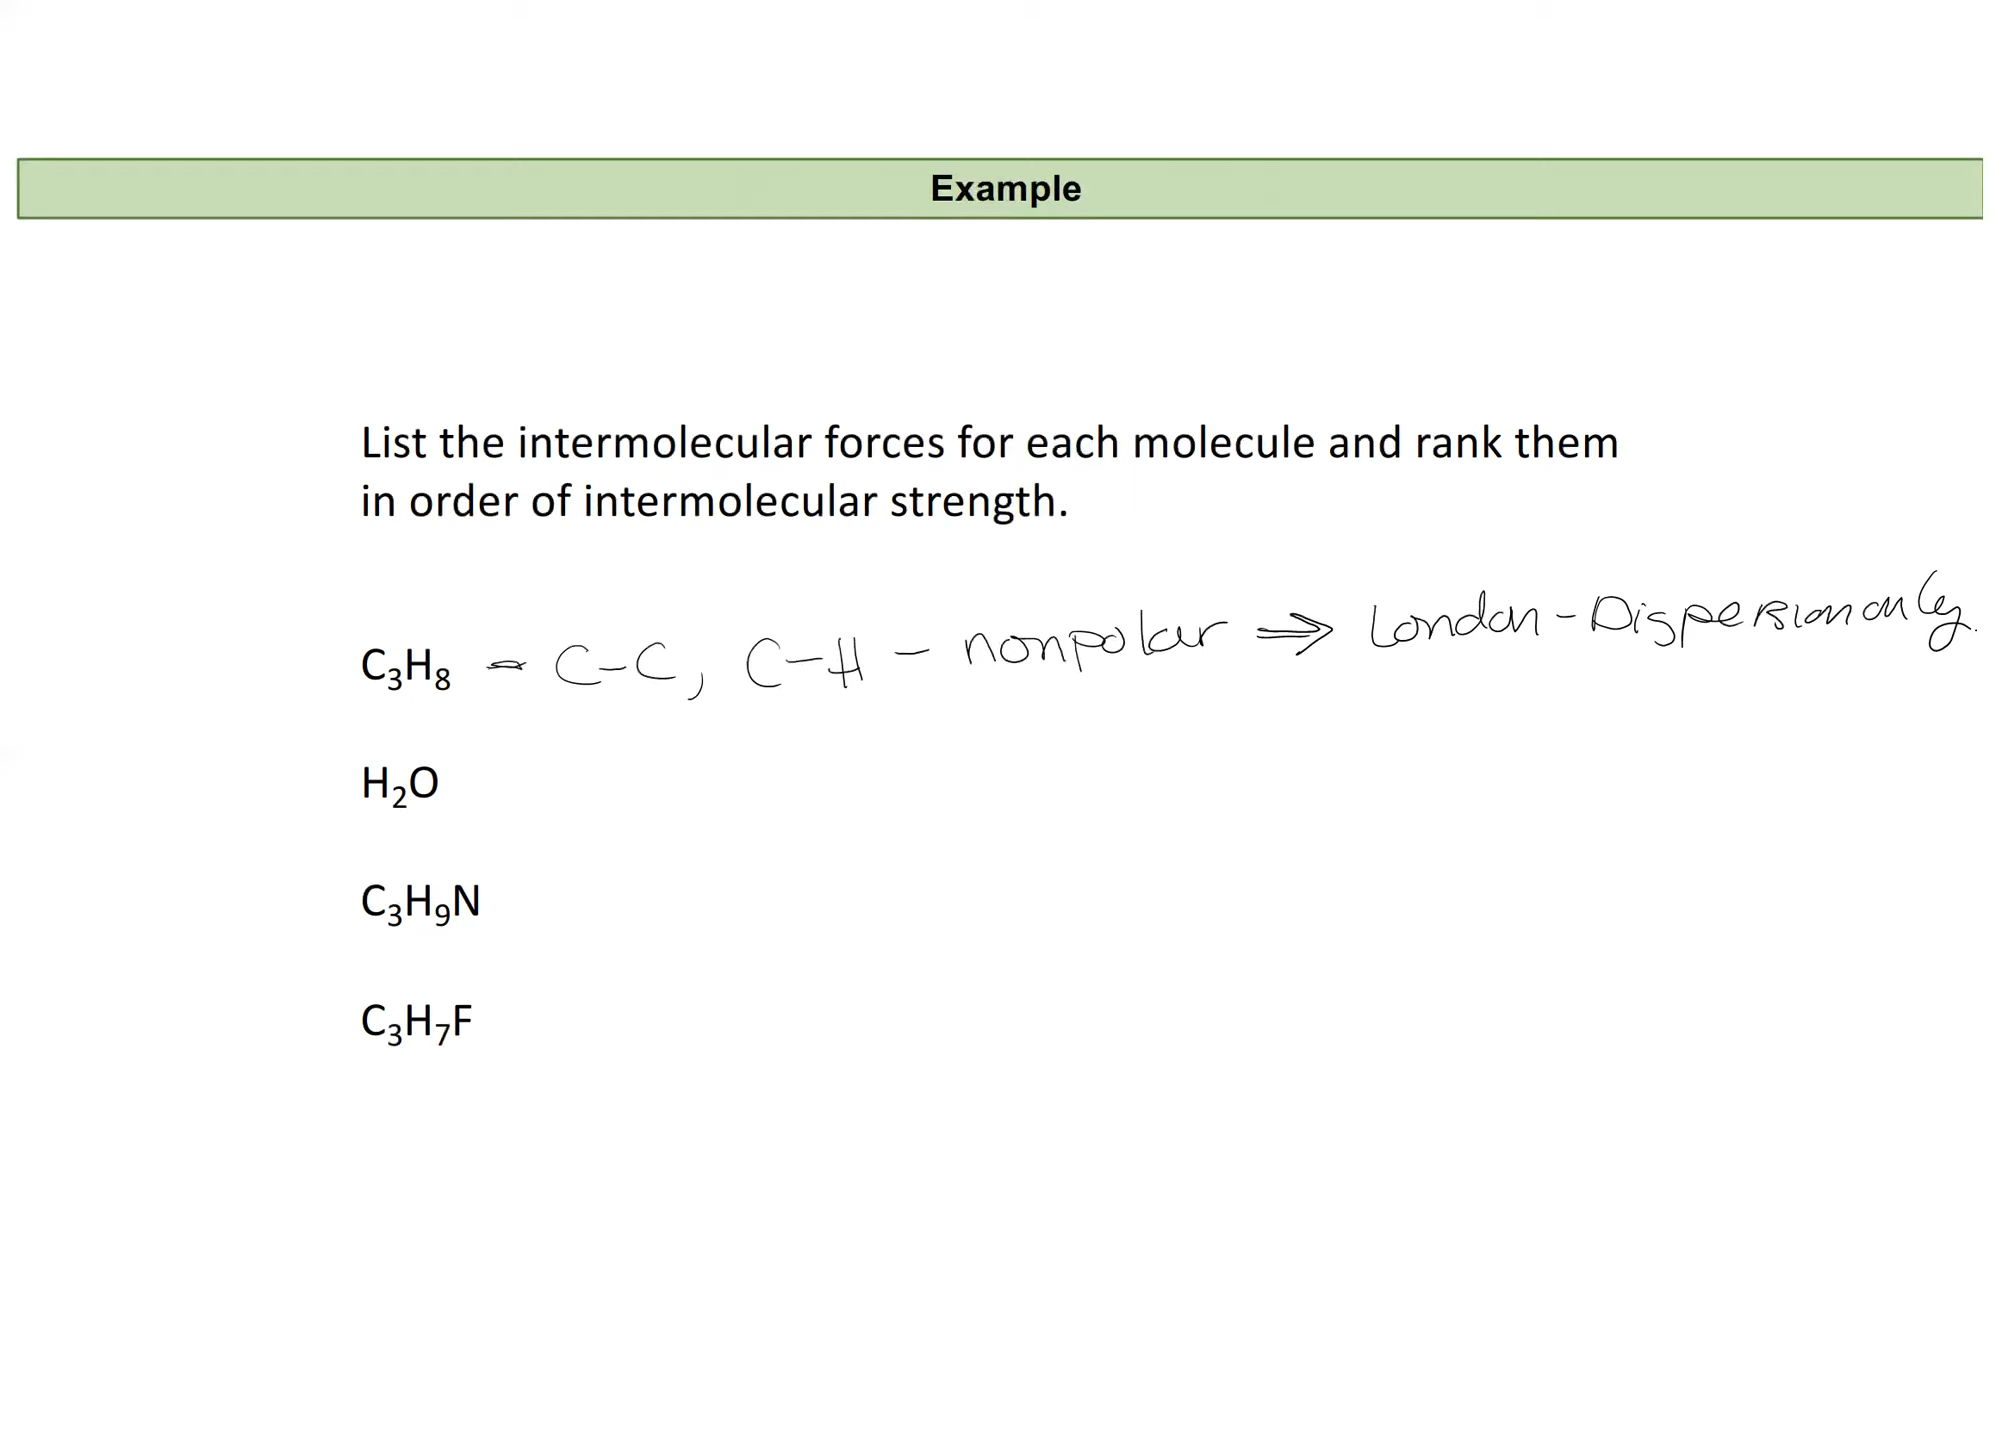 Example
List the intermolecular forces for each molecule and rank them
in order of intermolecular strength.
C₃H₈ - C-C, C-H - nonpolar ⇒ London-Dispersion only.
H₂O
C₃H₉N
C₃H₇F